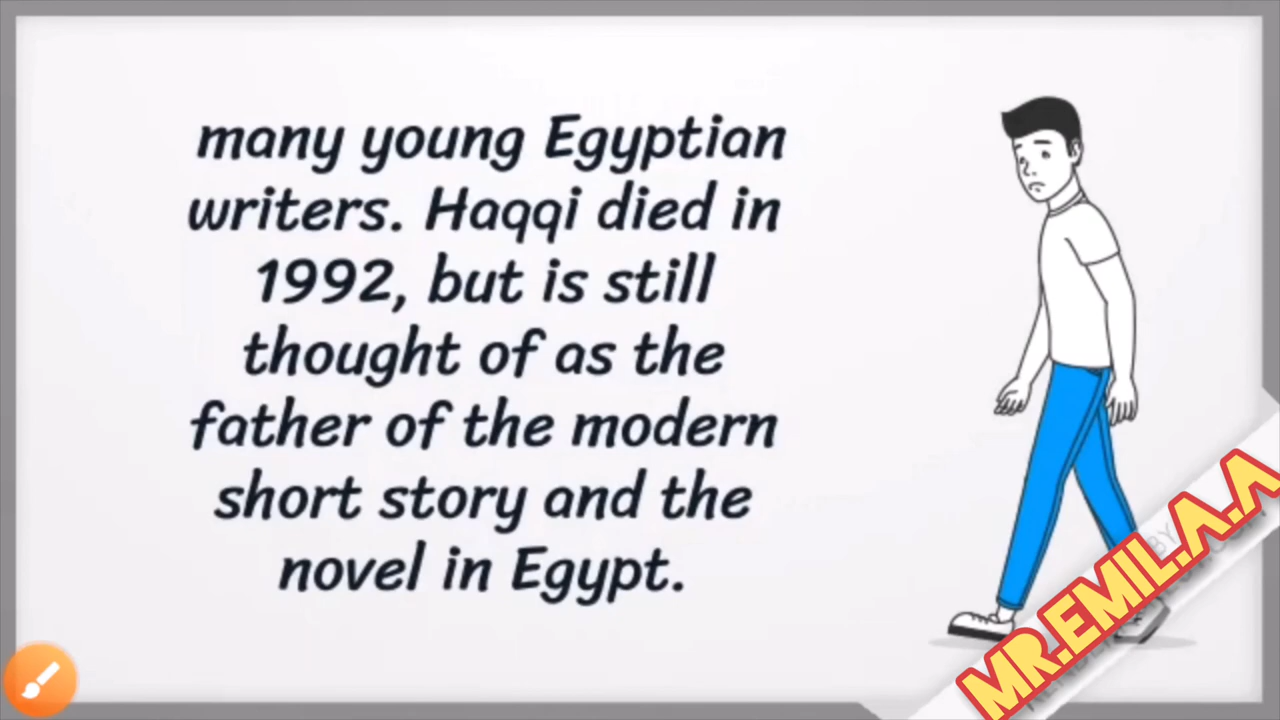 many young Egyptian
writers. Haqqi died in
1992, but is still
thought of as the
father of the modern
short story and the
novel in Egypt.
MR.EMIL.A.A